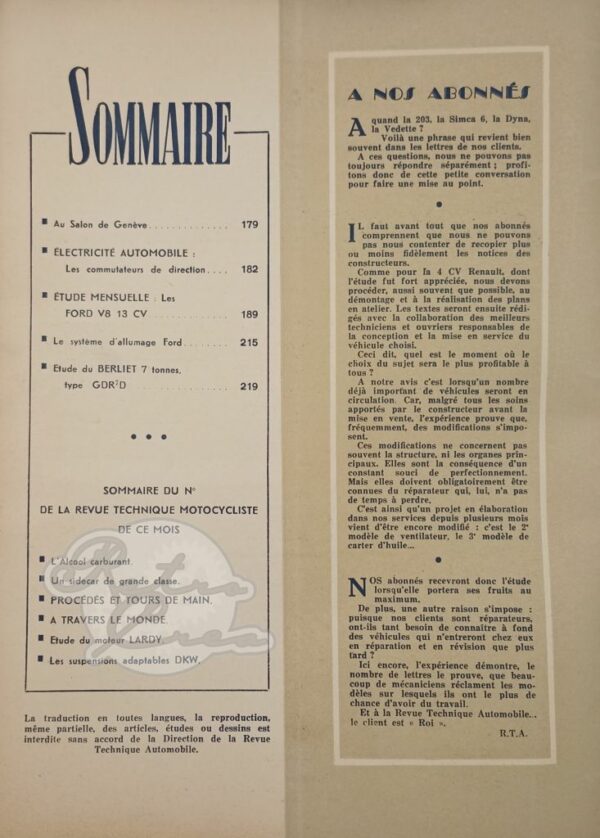 SOMMAIRE
Au Salon de Genève .............. 179
ÉLECTRICITÉ AUTOMOBILE :
Les commutateurs de direction .... 182
ÉTUDE MENSUELLE : Les
FORD V8 13 CV .............. 189
Le système d'allumage Ford ........ 215
Etude du BERLIET 7 tonnes,
type GDR²D .............. 219
SOMMAIRE DU N°
DE LA REVUE TECHNIQUE MOTOCYCLISTE
DE CE MOIS
L'Alcool carburant.
Un sidecar de grande classe.
PROCÉDÉS ET TOURS DE MAIN.
A TRAVERS LE MONDE.
Etude du moteur LARDY.
Les suspensions adaptables DKW.
La traduction en toutes langues, la reproduction,
même partielle, des articles, études ou dessins est
interdite sans accord de la Direction de la Revue
Technique Automobile.
A NOS ABONNÉS
A quand la 203, la Simca 6, la Dyna,
la Vedette ?
Voilà une phrase qui revient bien
souvent dans les lettres de nos clients.
A ces questions, nous ne pouvons pas
toujours répondre séparément ; profi-
tons donc de cette petite conversation
pour faire une mise au point.
IL faut avant tout que nos abonnés
comprennent que nous ne pouvons
pas nous contenter de recopier plus
ou moins fidèlement les notices des
constructeurs.
Comme pour la 4 CV Renault, dont
l'étude fut fort appréciée, nous devons
procéder, aussi souvent que possible, au
démontage et à la réalisation des plans
en atelier. Les textes seront ensuite rédi-
gés avec la collaboration des meilleurs
techniciens et ouvriers responsables de
la conception et la mise en service du
véhicule choisi.
Ceci dit, quel est le moment où le
choix du sujet sera le plus profitable à
tous ?
A notre avis c'est lorsqu'un nombre
déjà important de véhicules seront en
circulation. Car, malgré tous les soins
apportés par le constructeur avant la
mise en vente, l'expérience prouve que,
fréquemment, des modifications s'impo-
sent.
Ces modifications ne concernent pas
souvent la structure, ni les organes prin-
cipaux. Elles sont la conséquence d'un
constant souci de perfectionnement.
Mais elles doivent obligatoirement être
connues du réparateur qui, lui, n'a pas
de temps à perdre.
C'est ainsi qu'un projet en élaboration
dans nos services depuis plusieurs mois
vient d'être encore modifié : c'est le 2e
modèle de ventilateur, le 3e modèle de
carter d'huile...
NOS abonnés recevront donc l'étude
lorsqu'elle portera ses fruits au
maximum.
De plus, une autre raison s'impose :
puisque nos clients sont réparateurs,
ont-ils tant besoin de connaître à fond
des véhicules qui n'entreront chez eux
en réparation et en révision que plus
tard ?
Ici encore, l'expérience démontre, le
nombre de lettres le prouve, que beau-
coup de mécaniciens réclament les mo-
dèles sur lesquels ils ont le plus de
chance d'avoir du travail.
Et à la Revue Technique Automobile...
le client est « Roi ».
R.T.A.